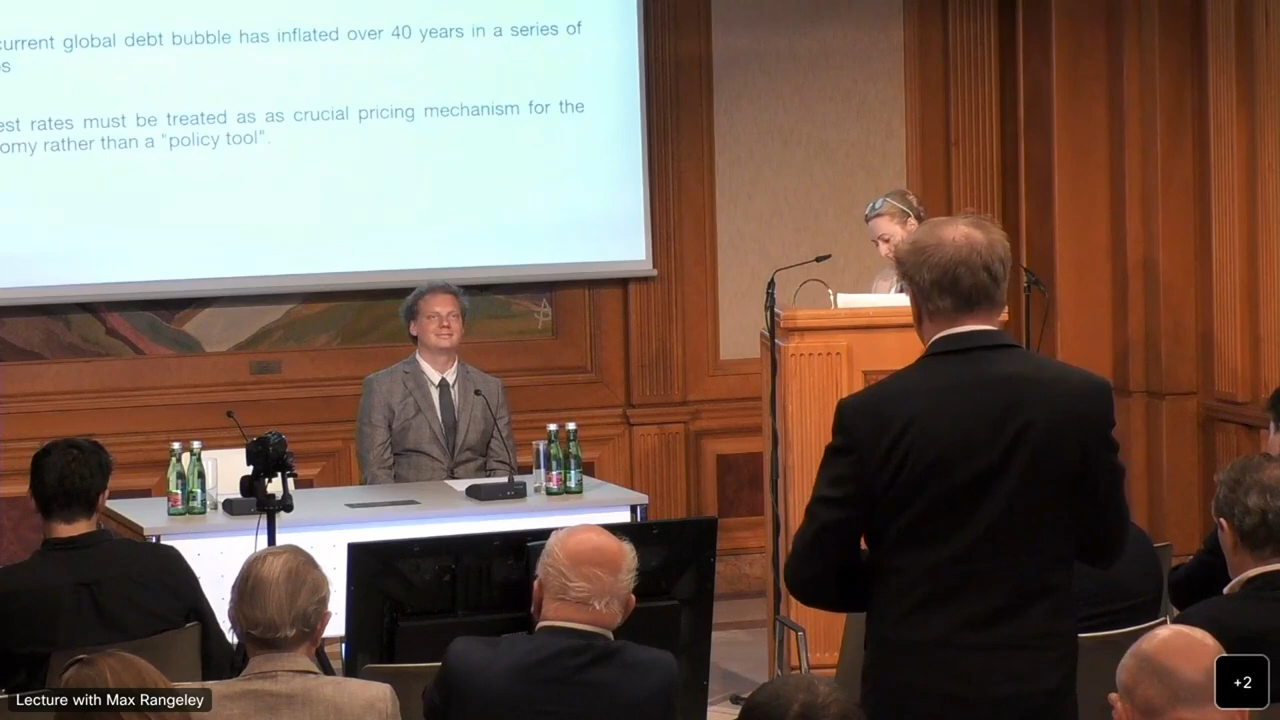 current global debt bubble has inflated over 40 years in a series of
os
est rates must be treated as as crucial pricing mechanism for the
omy rather than a "policy tool".
Lecture with Max Rangeley
+2